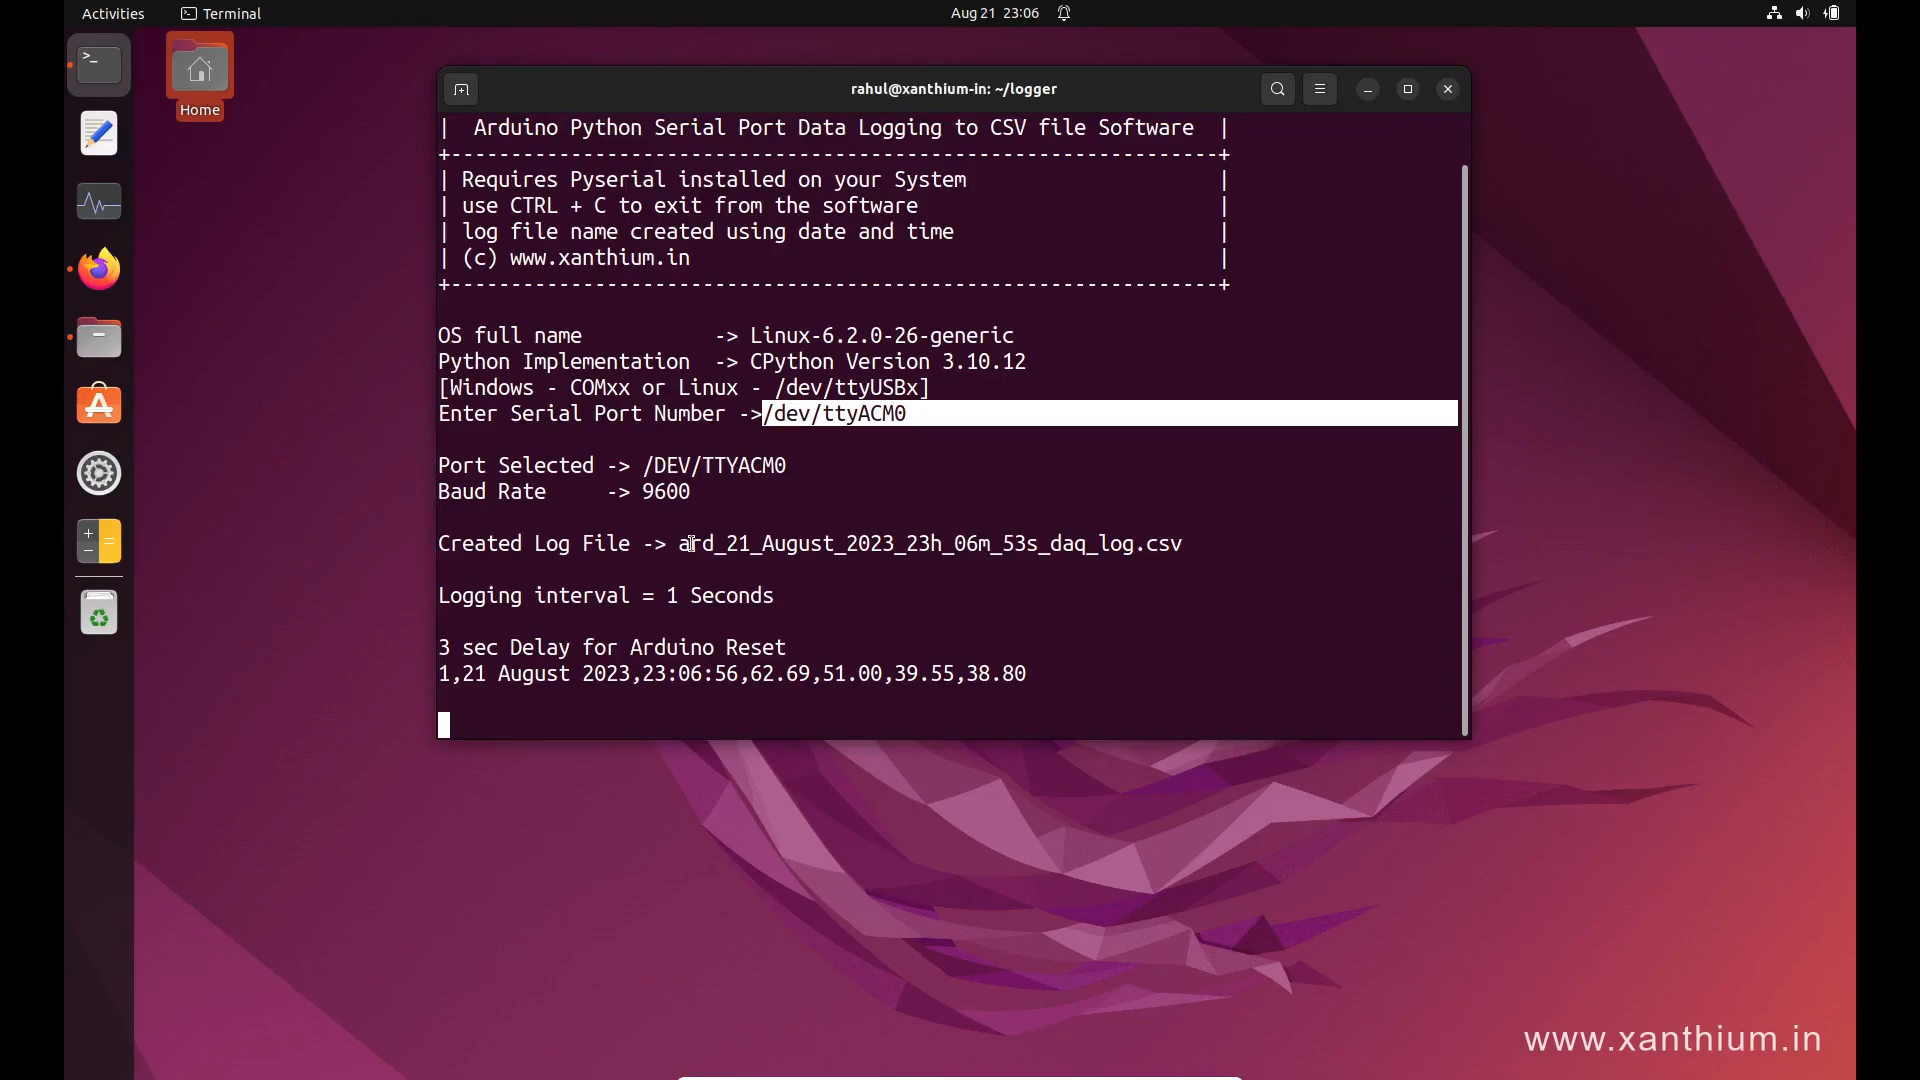 Activities
Terminal
Aug 21 23:06
Home
rahul@xanthium-in: ~/logger
| Arduino Python Serial Port Data Logging to CSV file Software |
+----------------------------------------------------------------+
| Requires Pyserial installed on your System |
| use CTRL + C to exit from the software |
| log file name created using date and time |
| (c) www.xanthium.in |
+----------------------------------------------------------------+
OS full name -> Linux-6.2.0-26-generic
Python Implementation -> CPython Version 3.10.12
[Windows - COMxx or Linux - /dev/ttyUSBx]
Enter Serial Port Number ->/dev/ttyACM0
Port Selected -> /DEV/TTYACM0
Baud Rate -> 9600
Created Log File -> ard_21_August_2023_23h_06m_53s_daq_log.csv
Logging interval = 1 Seconds
3 sec Delay for Arduino Reset
1,21 August 2023,23:06:56,62.69,51.00,39.55,38.80
www.xanthium.in